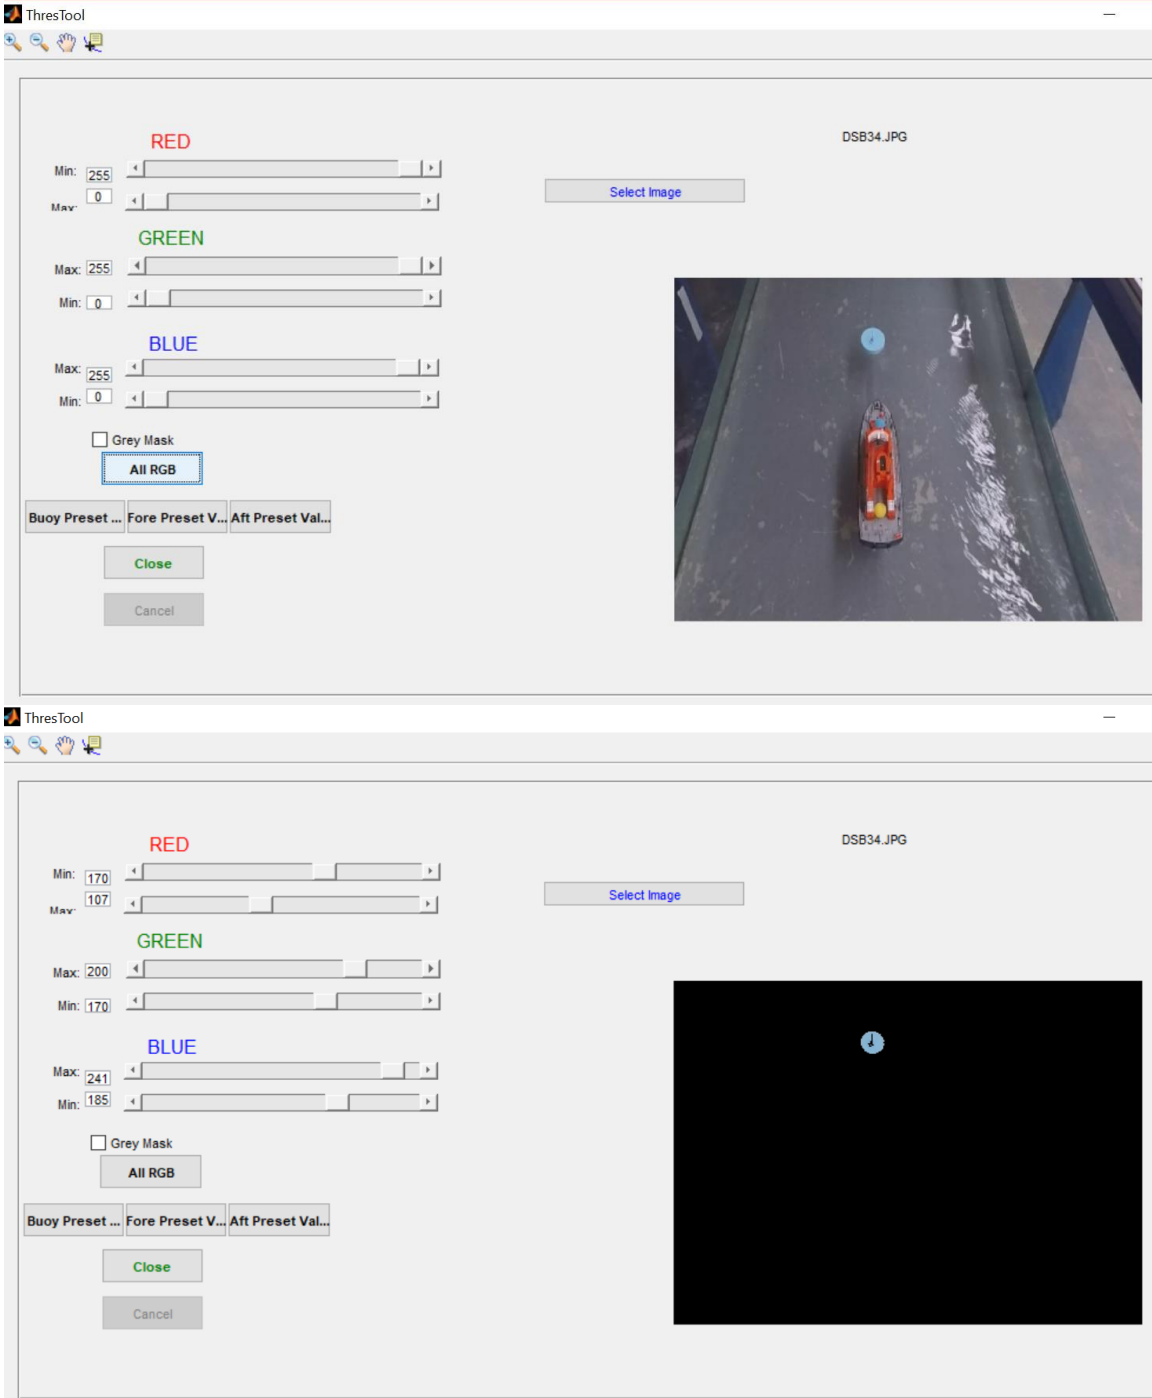 ThresTool
DSB34.JPG
RED
Min: 255
Max: 0
Select Image
GREEN
Max: 255
Min: 0
BLUE
Max: 255
Min: 0
Grey Mask
All RGB
Buoy Preset ... Fore Preset V... Aft Preset Val...
Close
Cancel
ThresTool
DSB34.JPG
RED
Min: 170
Max: 107
Select Image
GREEN
Max: 200
Min: 170
BLUE
Max: 241
Min: 185
Grey Mask
All RGB
Buoy Preset ... Fore Preset V... Aft Preset Val...
Close
Cancel